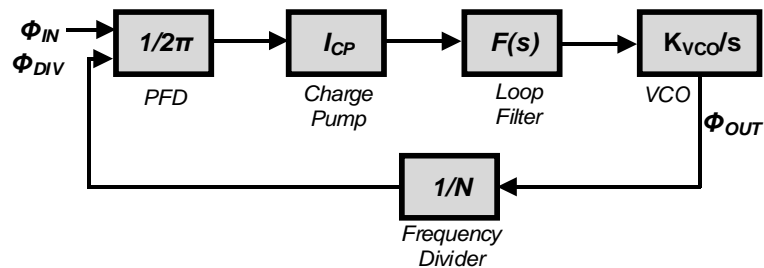 Φ_IN
Φ_DIV
1/2π
PFD
I_CP
Charge
Pump
F(s)
Loop
Filter
K_VCO/s
VCO
Φ_OUT
1/N
Frequency
Divider